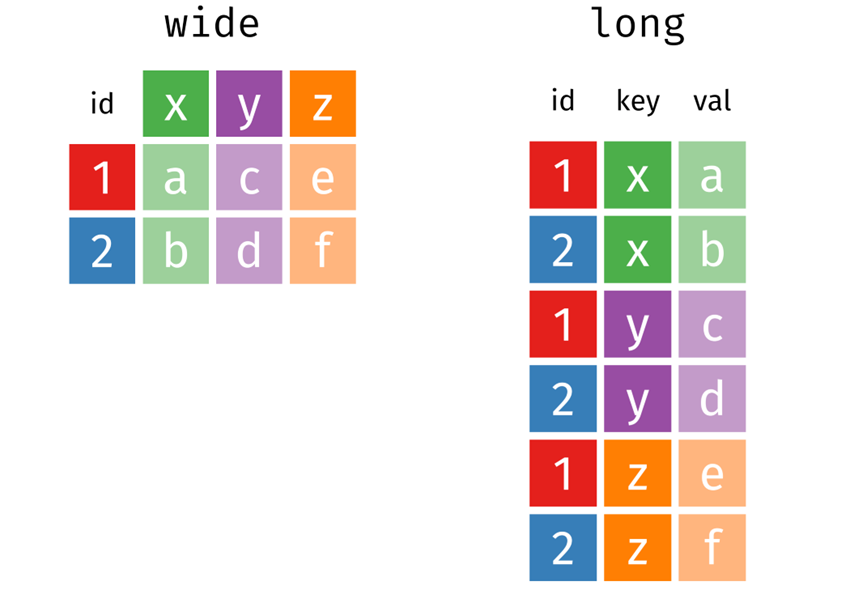 wide
id x y z
1 a c e
2 b d f
long
id key val
1 x a
2 x b
1 y c
2 y d
1 z e
2 z f